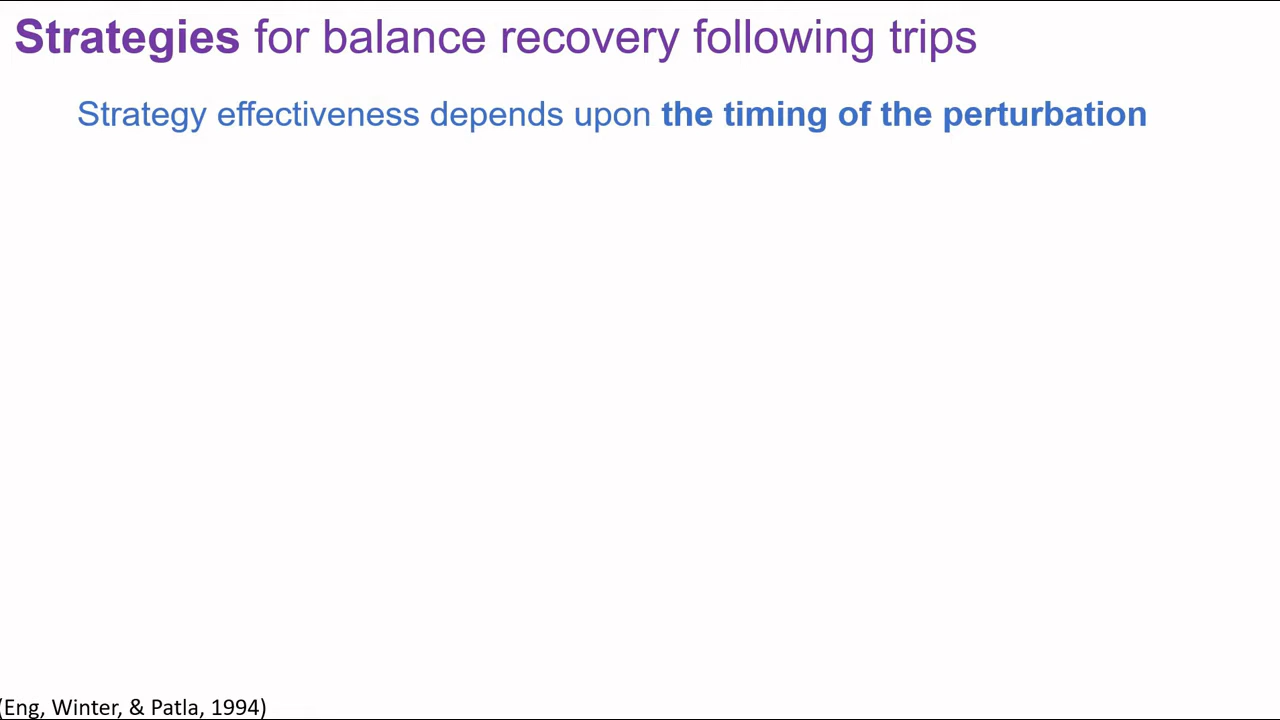 Strategies for balance recovery following trips
Strategy effectiveness depends upon the timing of the perturbation
(Eng, Winter, & Patla, 1994)